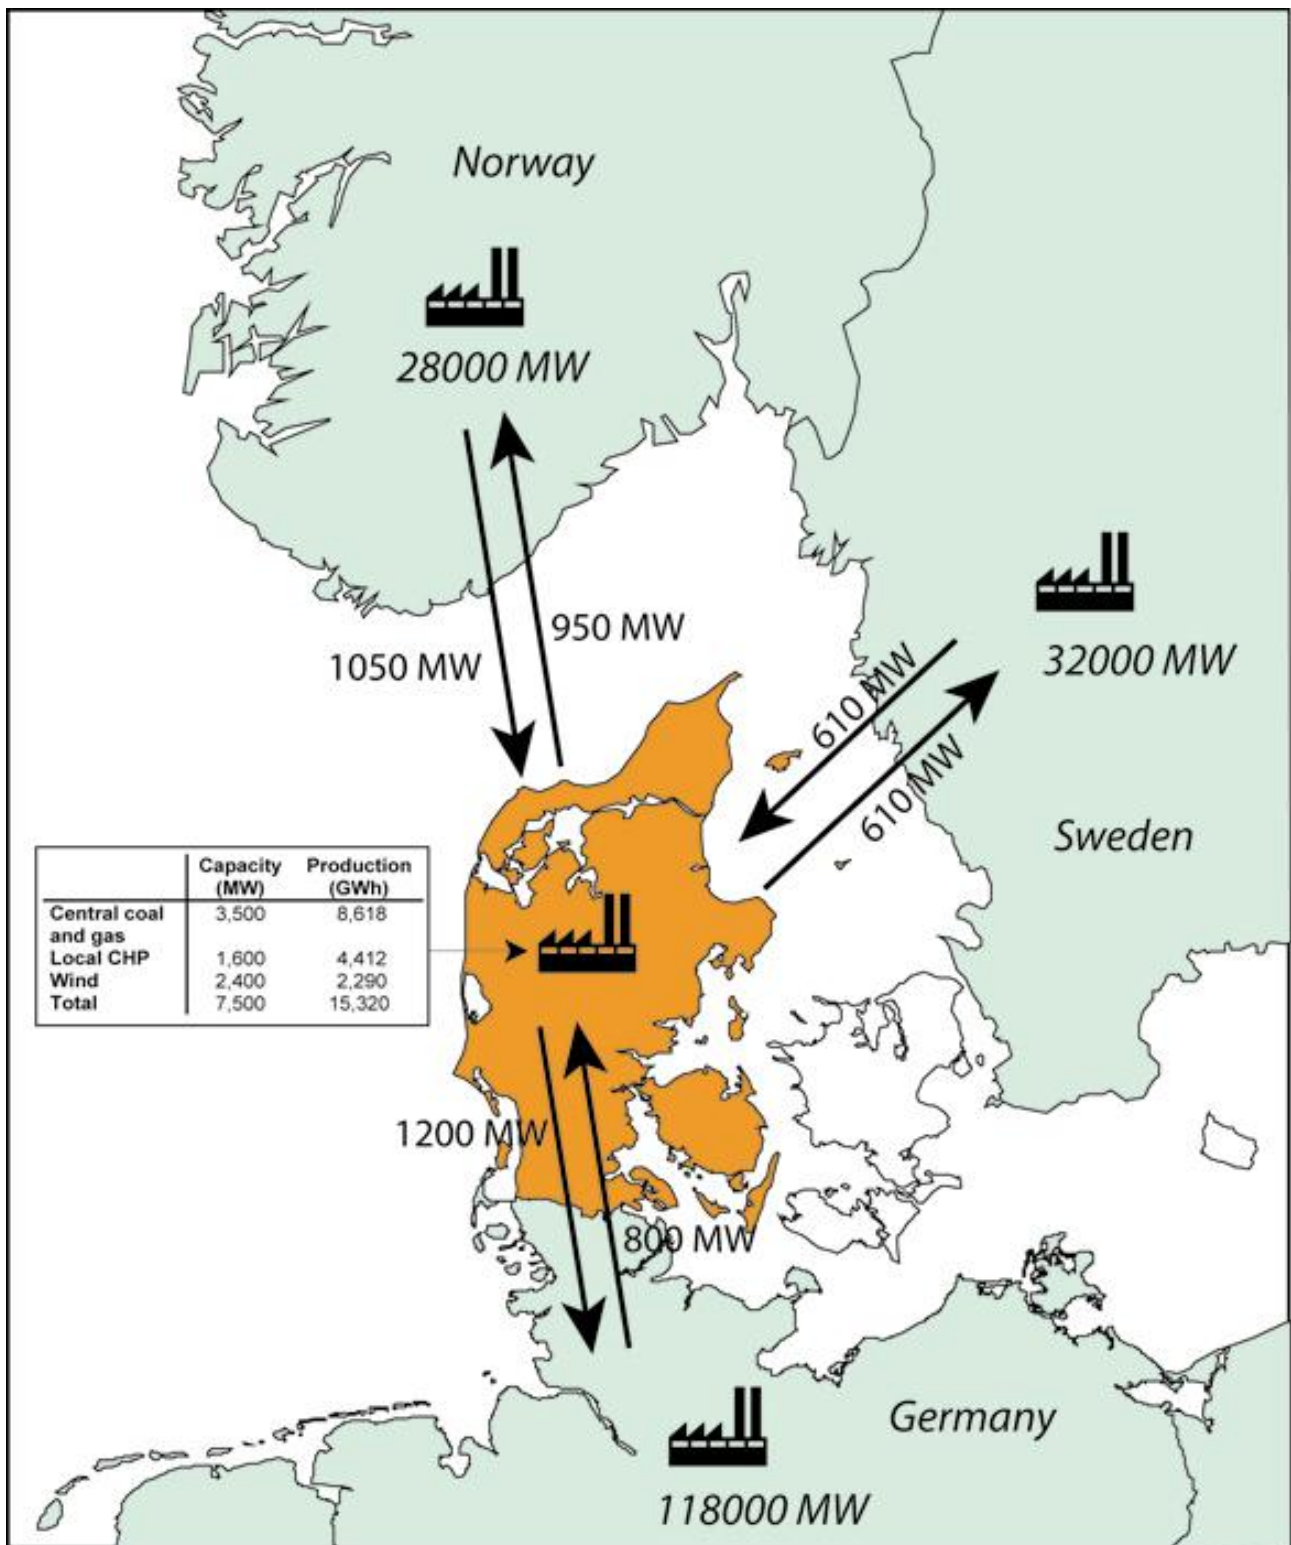 Norway
28000 MW
950 MW
1050 MW
610 MW
32000 MW
610 MW
Sweden
Capacity Production
(MW) (GWh)
Central coal 3,500 8,618
and gas
Local CHP 1,600 4,412
Wind 2,400 2,290
Total 7,500 15,320
1200 MW
800 MW
Germany
118000 MW